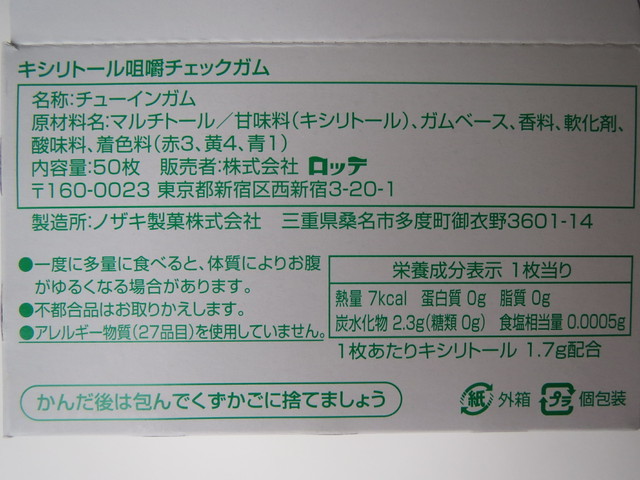 キシリトール咀嚼チェックガム
名称:チューインガム
原材料名:マルチトール/甘味料(キシリトール)、ガムベース、香料、軟化剤、
酸味料、着色料(赤3、黄4、青1)
内容量:50枚 販売者:株式会社 ロッテ
〒160-0023 東京都新宿区西新宿3-20-1
製造所:ノザキ製菓株式会社 三重県桑名市多度町御衣野3601-14
●一度に多量に食べると、体質によりお腹
がゆるくなる場合があります。
●不都合品はお取りかえします。
●アレルギー物質(27品目)を使用していません。
栄養成分表示 1枚当り
熱量 7kcal 蛋白質 0g 脂質 0g
炭水化物 2.3g(糖類 0g) 食塩相当量 0.0005g
1枚あたりキシリトール 1.7g配合
かんだ後は包んでくずかごに捨てましょう
紙 外箱 プラ 個包装